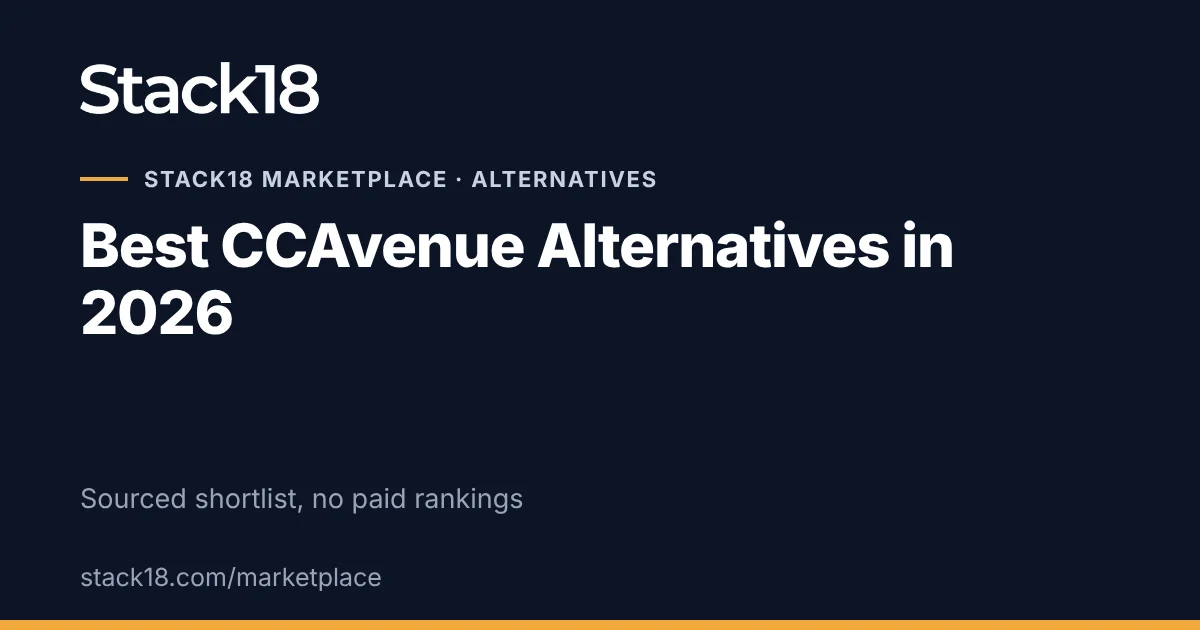 Stack18
STACK18 MARKETPLACE · ALTERNATIVES
Best CCAvenue Alternatives in
2026
Sourced shortlist, no paid rankings
stack18.com/marketplace